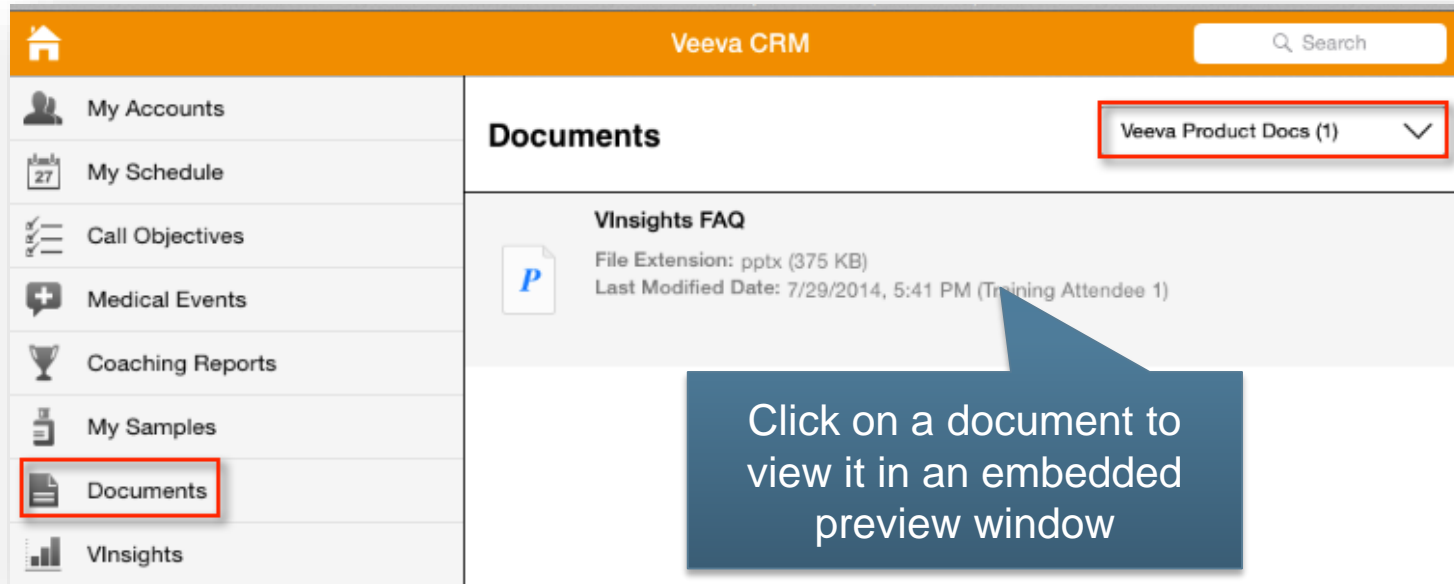 Veeva CRM
Search
My Accounts
27
My Schedule
Call Objectives
Medical Events
Coaching Reports
My Samples
Documents
VInsights
Documents
Veeva Product Docs (1)
VInsights FAQ
P
File Extension: pptx (375 KB)
Last Modified Date: 7/29/2014, 5:41 PM (Training Attendee 1)
Click on a document to
view it in an embedded
preview window